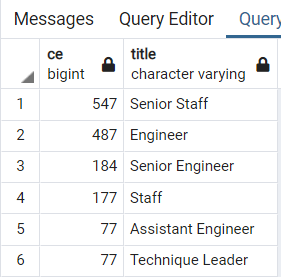 Messages Query Editor Query
ce title
bigint character varying
1 547 Senior Staff
2 487 Engineer
3 184 Senior Engineer
4 177 Staff
5 77 Assistant Engineer
6 77 Technique Leader